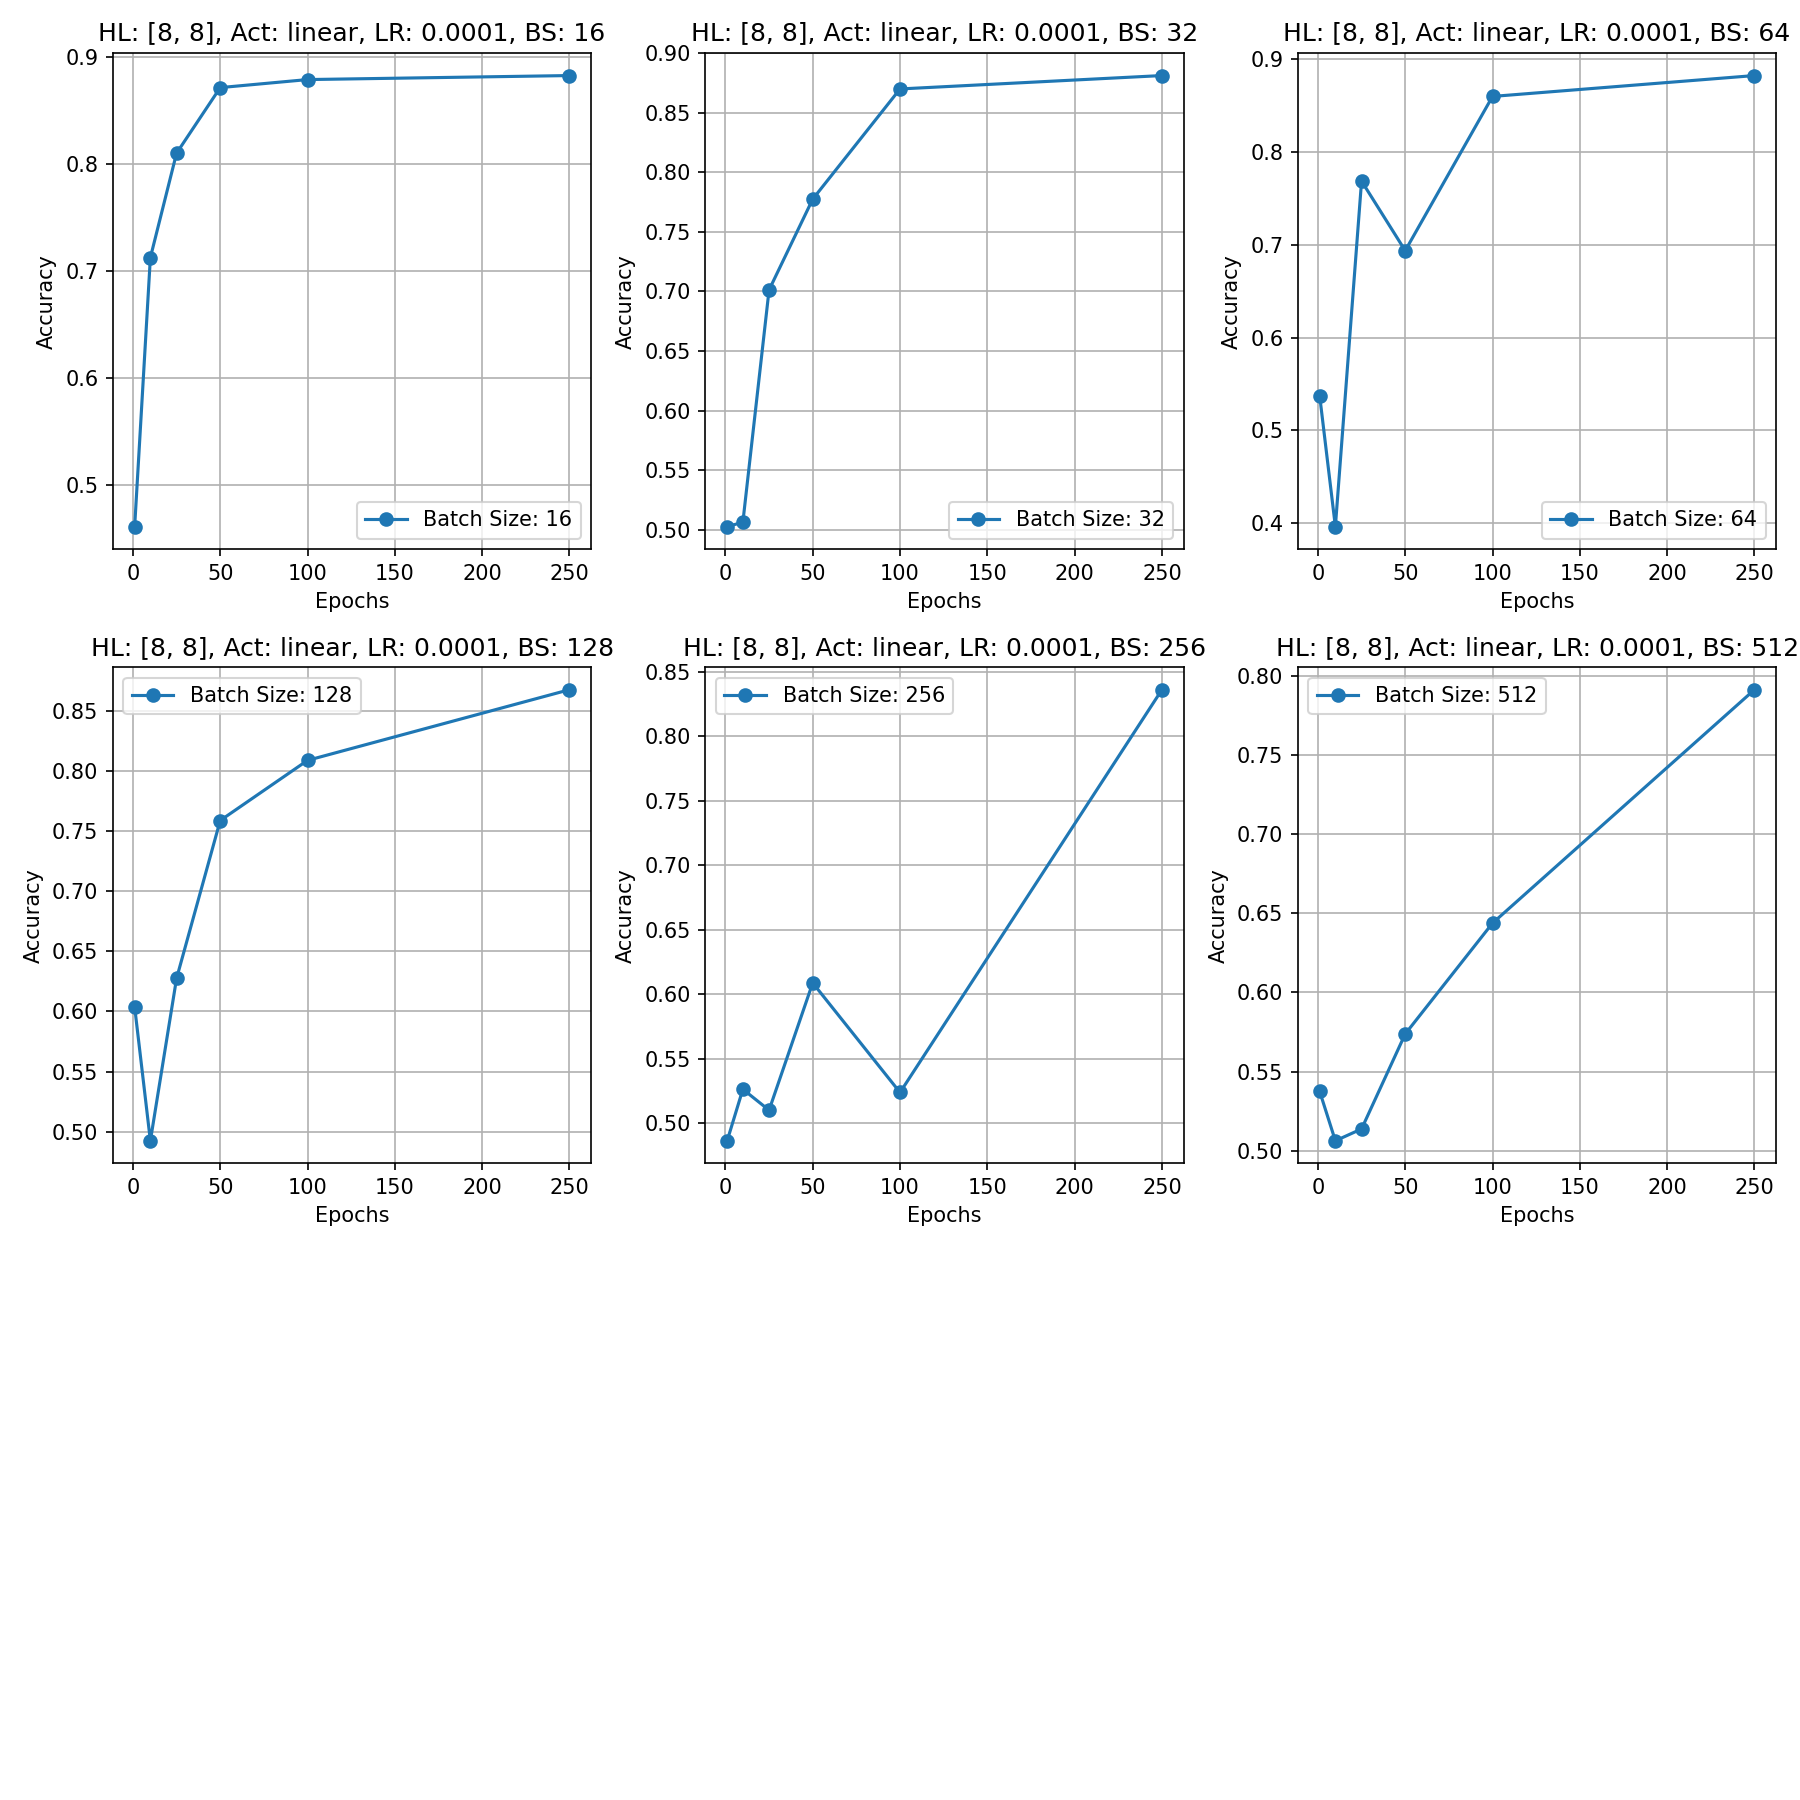 HL: [8, 8], Act: linear, LR: 0.0001, BS: 16
0.9
0.8
0.7
0.6
0.5
Accuracy
Batch Size: 16
0 50 100 150 200 250
Epochs
HL: [8, 8], Act: linear, LR: 0.0001, BS: 32
0.90
0.85
0.80
0.75
0.70
0.65
0.60
0.55
0.50
Accuracy
Batch Size: 32
0 50 100 150 200 250
Epochs
HL: [8, 8], Act: linear, LR: 0.0001, BS: 64
0.9
0.8
0.7
0.6
0.5
0.4
Accuracy
Batch Size: 64
0 50 100 150 200 250
Epochs
HL: [8, 8], Act: linear, LR: 0.0001, BS: 128
Batch Size: 128
0.85
0.80
0.75
0.70
0.65
0.60
0.55
0.50
Accuracy
0 50 100 150 200 250
Epochs
HL: [8, 8], Act: linear, LR: 0.0001, BS: 256
Batch Size: 256
0.85
0.80
0.75
0.70
0.65
0.60
0.55
0.50
Accuracy
0 50 100 150 200 250
Epochs
HL: [8, 8], Act: linear, LR: 0.0001, BS: 512
Batch Size: 512
0.80
0.75
0.70
0.65
0.60
0.55
0.50
Accuracy
0 50 100 150 200 250
Epochs